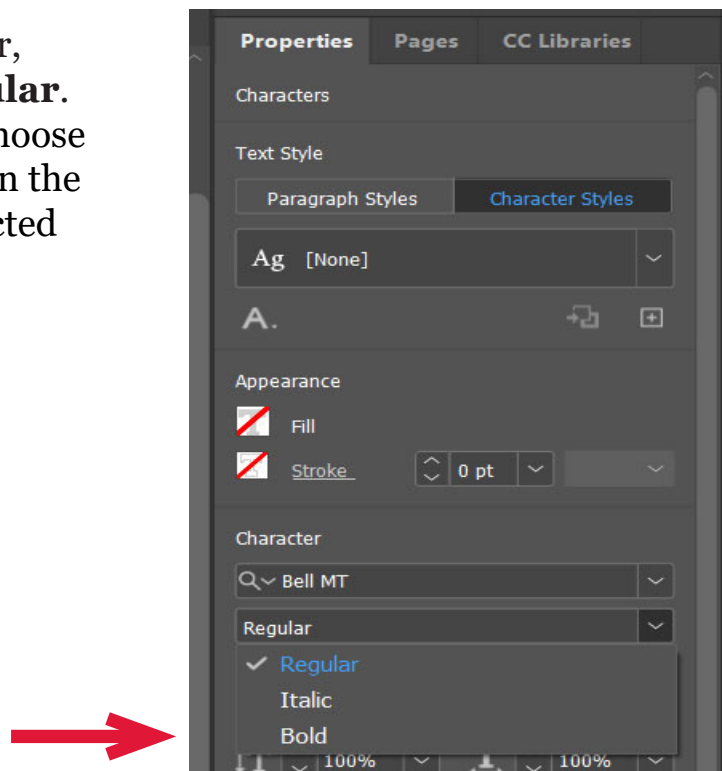 r,
ular.
hoose
n the
cted
Properties Pages CC Libraries
Characters
Text Style
Paragraph Styles Character Styles
Ag [None]
A.
Appearance
Fill
Stroke 0 pt
Character
Bell MT
Regular
Regular
Italic
Bold
100% 100%